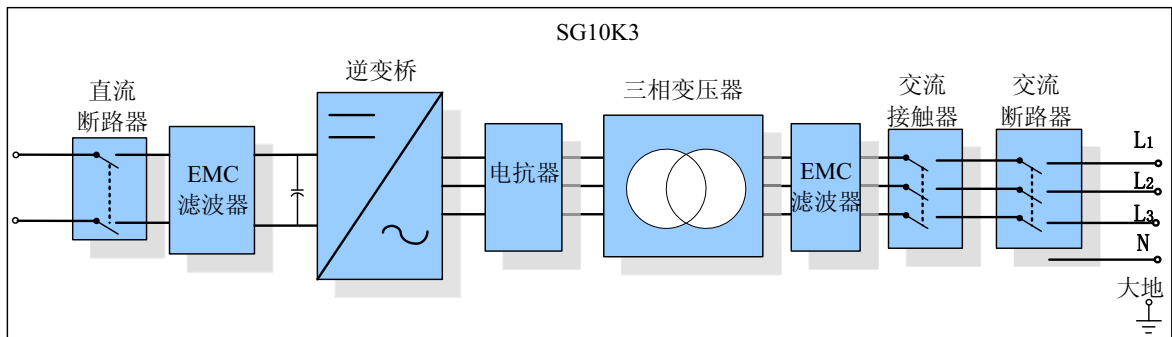 SG10K3
直流
断路器
EMC
滤波器
逆变桥
电抗器
三相变压器
EMC
滤波器
交流
接触器
交流
断路器
L1
L2
L3
N
大地